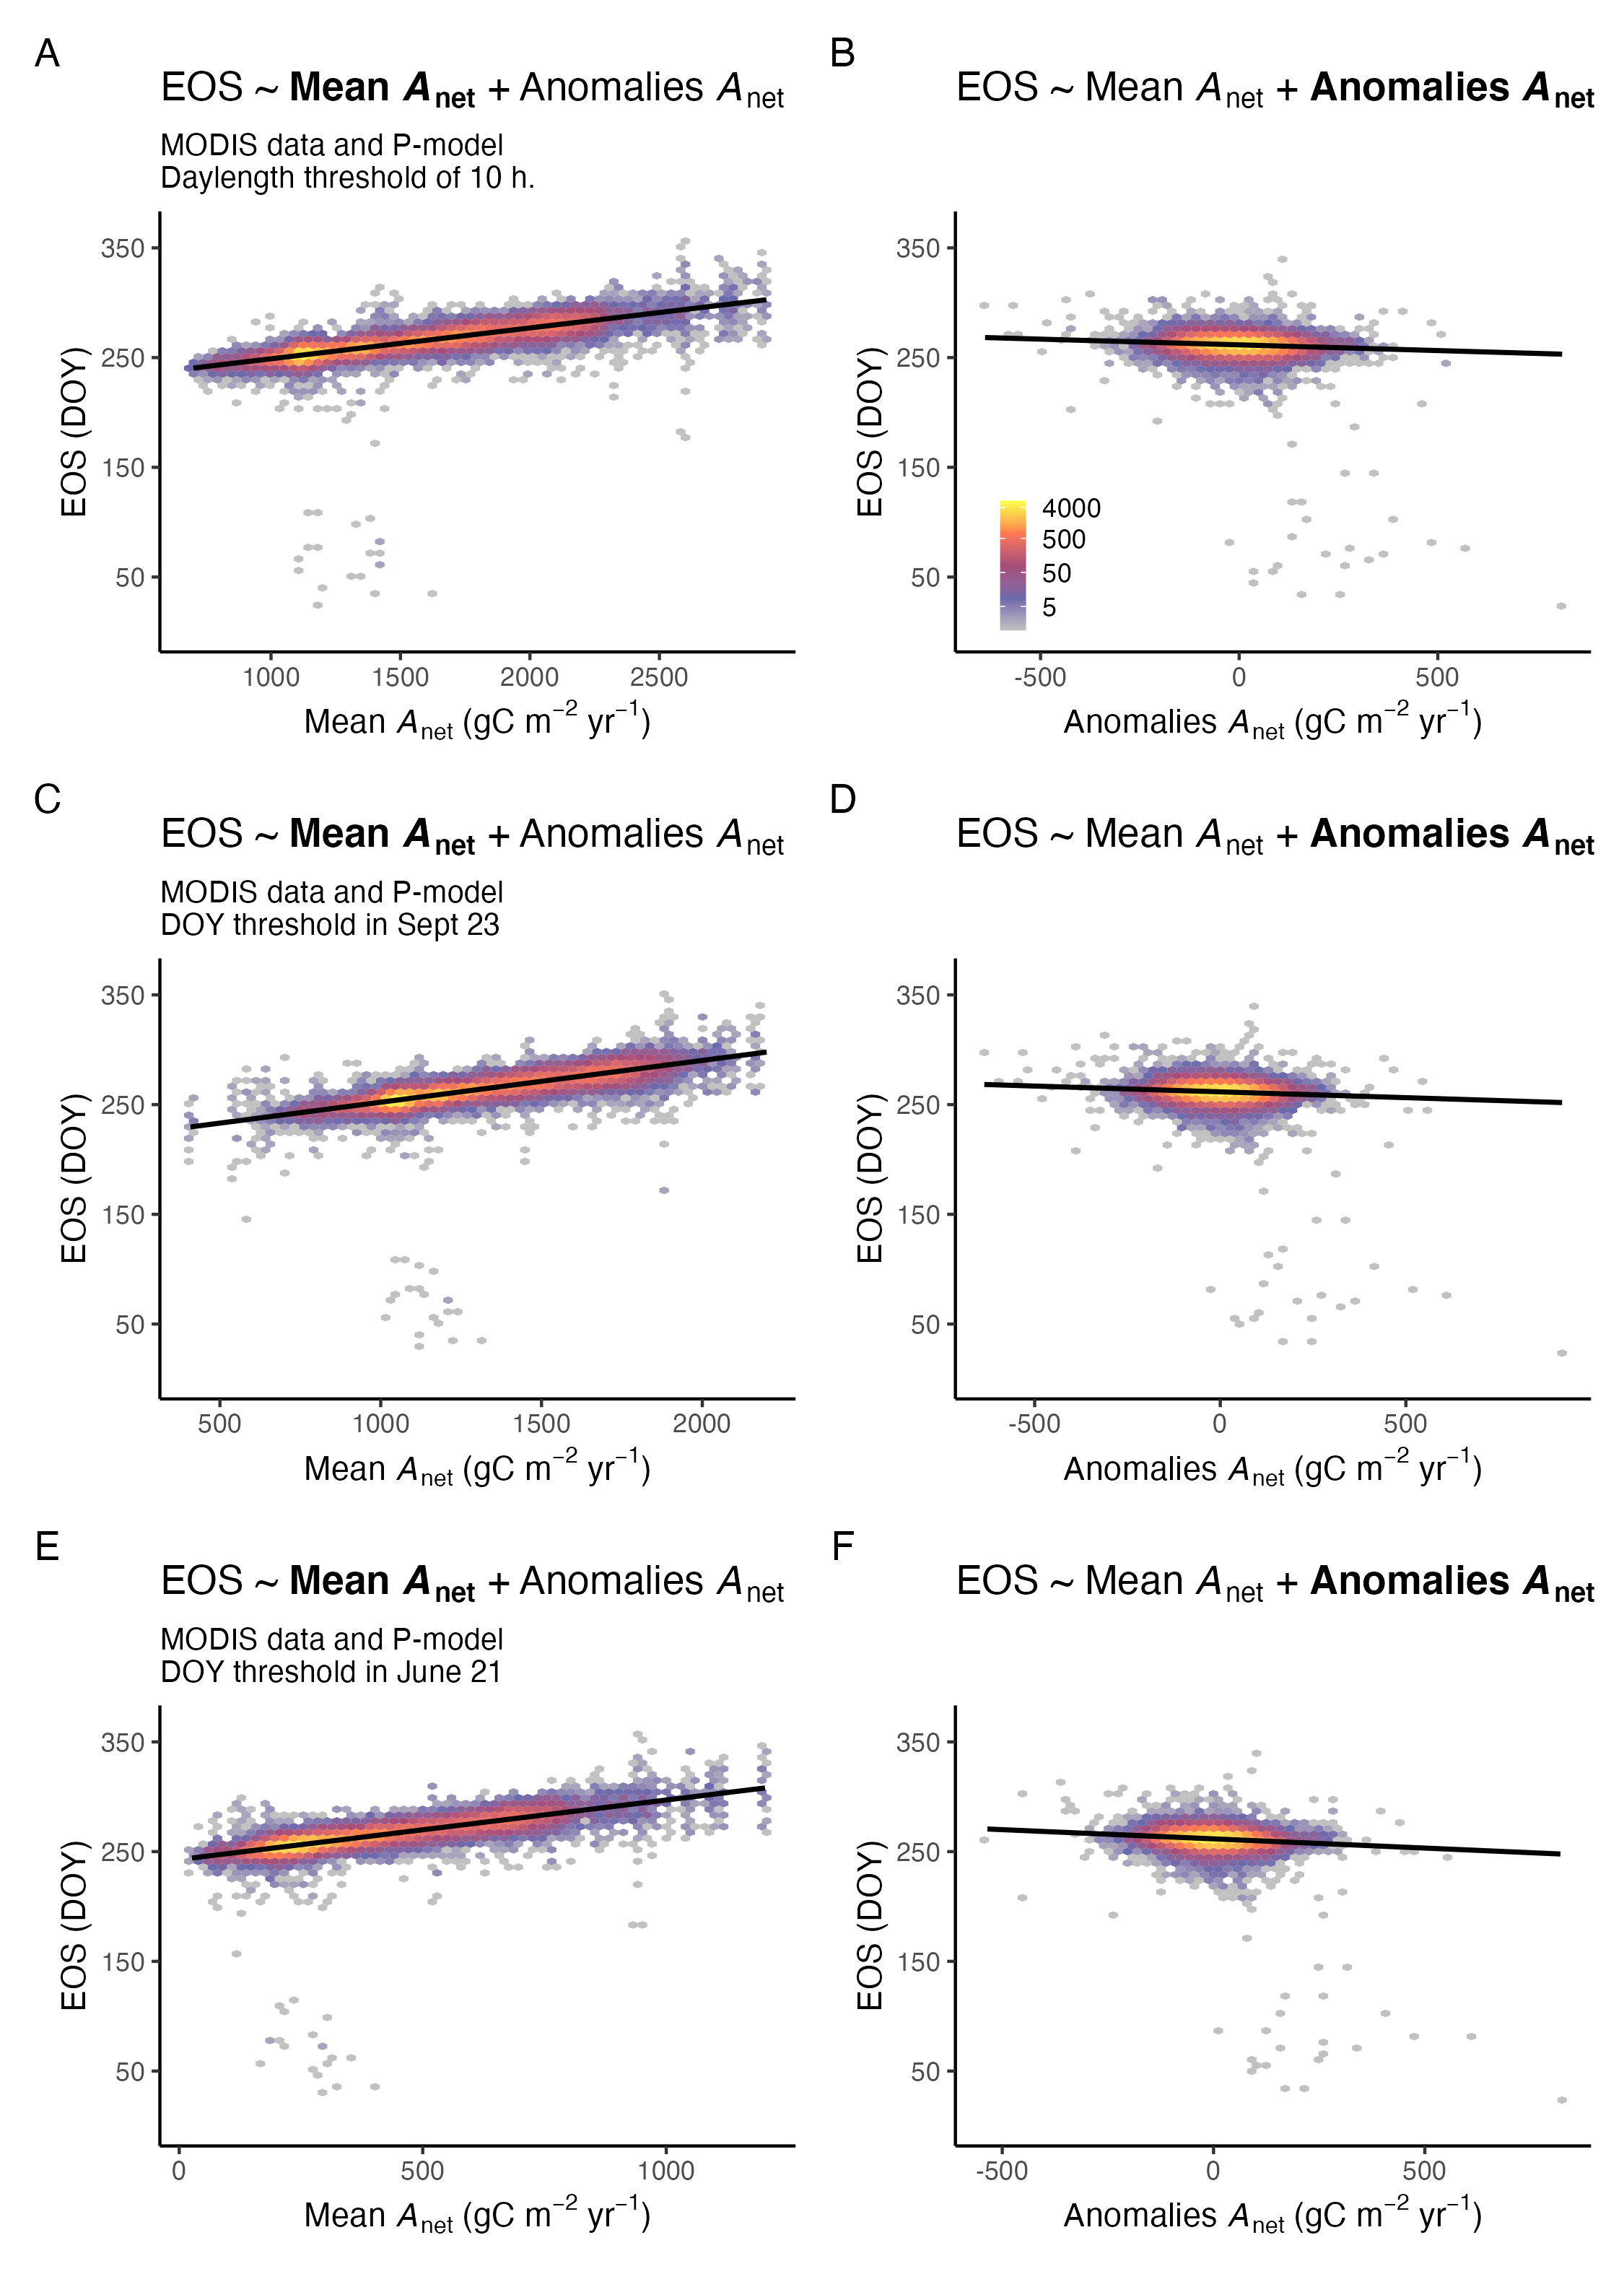 A
EOS ~ Mean Anet + Anomalies Anet
MODIS data and P-model
Daylength threshold of 10 h.
EOS (DOY)
350
250
150
50
1000 1500 2000 2500
Mean Anet (gC m−2 yr−1)
B
EOS ~ Mean Anet + Anomalies Anet
EOS (DOY)
350
250
150
50
4000
500
50
5
-500 0 500
Anomalies Anet (gC m−2 yr−1)
C
EOS ~ Mean Anet + Anomalies Anet
MODIS data and P-model
DOY threshold in Sept 23
EOS (DOY)
350
250
150
50
500 1000 1500 2000
Mean Anet (gC m−2 yr−1)
D
EOS ~ Mean Anet + Anomalies Anet
EOS (DOY)
350
250
150
50
-500 0 500
Anomalies Anet (gC m−2 yr−1)
E
EOS ~ Mean Anet + Anomalies Anet
MODIS data and P-model
DOY threshold in June 21
EOS (DOY)
350
250
150
50
0 500 1000
Mean Anet (gC m−2 yr−1)
F
EOS ~ Mean Anet + Anomalies Anet
EOS (DOY)
350
250
150
50
-500 0 500
Anomalies Anet (gC m−2 yr−1)